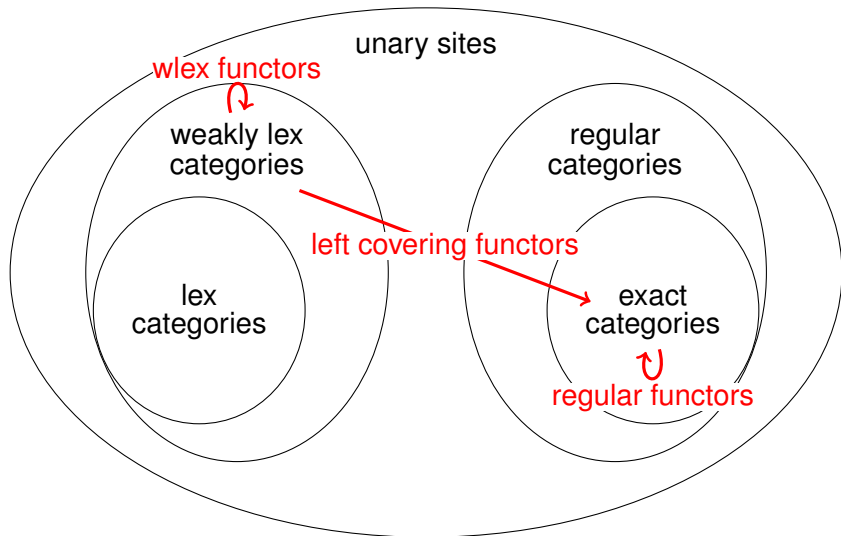 unary sites
wlex functors
weakly lex
categories
regular
categories
left covering functors
lex
categories
exact
categories
regular functors